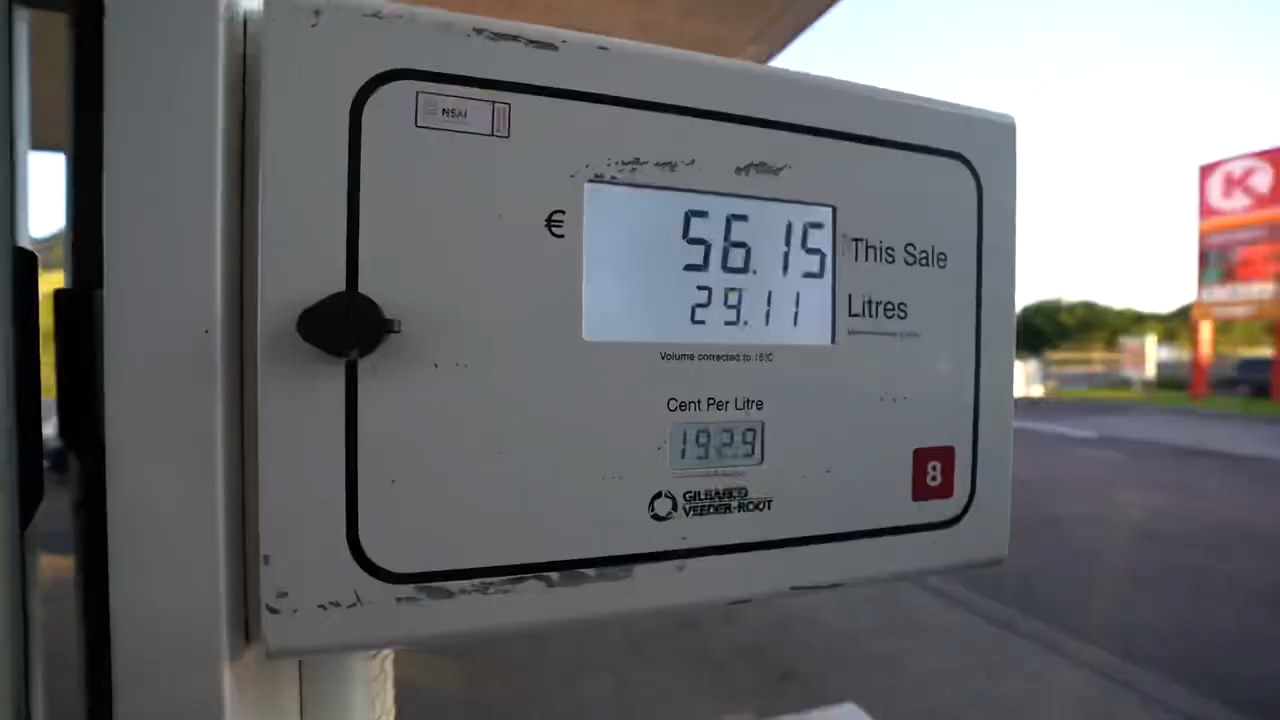 NSAI
€ 56.15 This Sale
29.11 Litres
Volume corrected to 15°C
Cent Per Litre
192.9
GILBARCO
VEEDER-ROOT
8
K